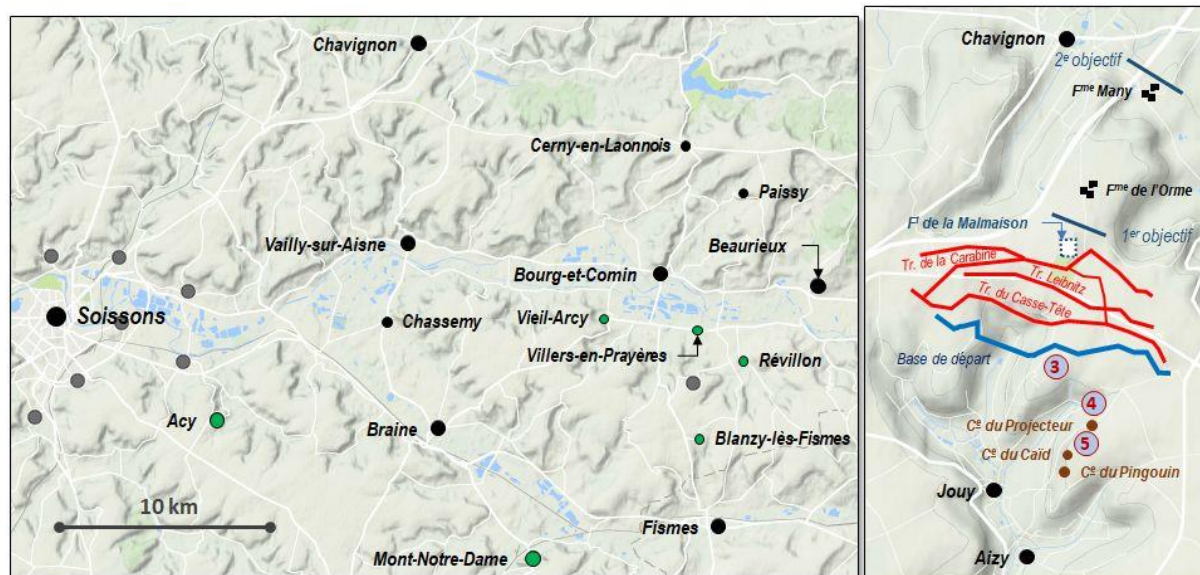 Chavignon
Cerny-en-Laonnois
Paissy
Vailly-sur-Aisne
Beaurieux
Bourg-et-Comin
Soissons
Chassemy
Vieil-Arcy
Villers-en-Prayères
Révillon
Acy
Braine
Blanzy-lès-Fismes
10 km
Fismes
Mont-Notre-Dame
Chavignon
2e objectif
Fme Many
Fme de l'Orme
Ft de la Malmaison
1er objectif
Tr. de la Carabine
Tr. Leibnitz
Tr. du Casse-Tête
Base de départ
3
4
Ce du Projecteur
5
Ce du Caïd
Ce du Pingouin
Jouy
Aizy